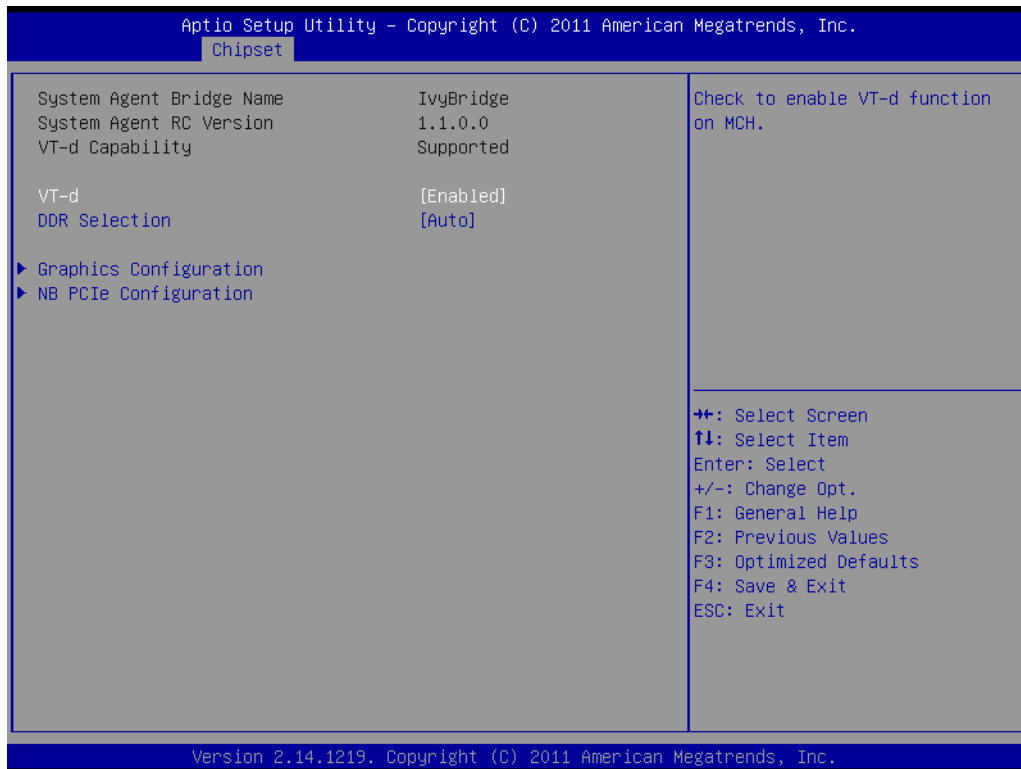 Aptio Setup Utility – Copyright (C) 2011 American Megatrends, Inc.
Chipset
System Agent Bridge Name IvyBridge
System Agent RC Version 1.1.0.0
VT-d Capability Supported
VT-d [Enabled]
DDR Selection [Auto]
Graphics Configuration
NB PCIe Configuration
Check to enable VT-d function
on MCH.
→←: Select Screen
↑↓: Select Item
Enter: Select
+/-: Change Opt.
F1: General Help
F2: Previous Values
F3: Optimized Defaults
F4: Save & Exit
ESC: Exit
Version 2.14.1219. Copyright (C) 2011 American Megatrends, Inc.